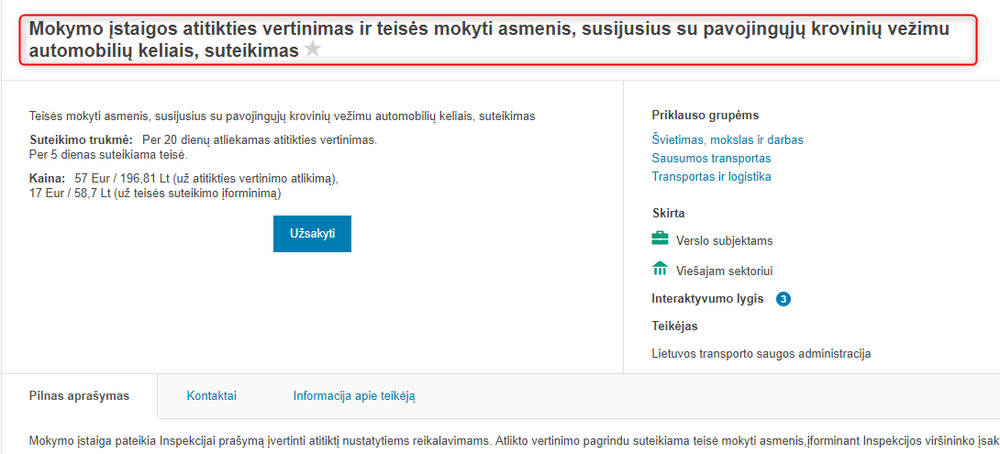 Mokymo įstaigos atitikties vertinimas ir teisės mokyti asmenis, susijusius su pavojingųjų krovinių vežimu
automobilių keliais, suteikimas
Teisės mokyti asmenis, susijusius su pavojingųjų krovinių vežimu automobilių keliais, suteikimas
Suteikimo trukmė: Per 20 dienų atliekamas atitikties vertinimas.
Per 5 dienas suteikiama teisė.
Kaina: 57 Eur / 196,81 Lt (už atitikties vertinimo atlikimą),
17 Eur / 58,7 Lt (už teisės suteikimo įforminimą)
Užsakyti
Priklauso grupėms
Švietimas, mokslas ir darbas
Sausumos transportas
Transportas ir logistika
Skirta
Verslo subjektams
Viešajam sektoriui
Interaktyvumo lygis 3
Teikėjas
Lietuvos transporto saugos administracija
Pilnas aprašymas Kontaktai Informacija apie teikėją
Mokymo įstaiga pateikia Inspekcijai prašymą įvertinti atitiktį nustatytiems reikalavimams. Atlikto vertinimo pagrindu suteikiama teisė mokyti asmenis,įforminant Inspekcijos viršininko įsak